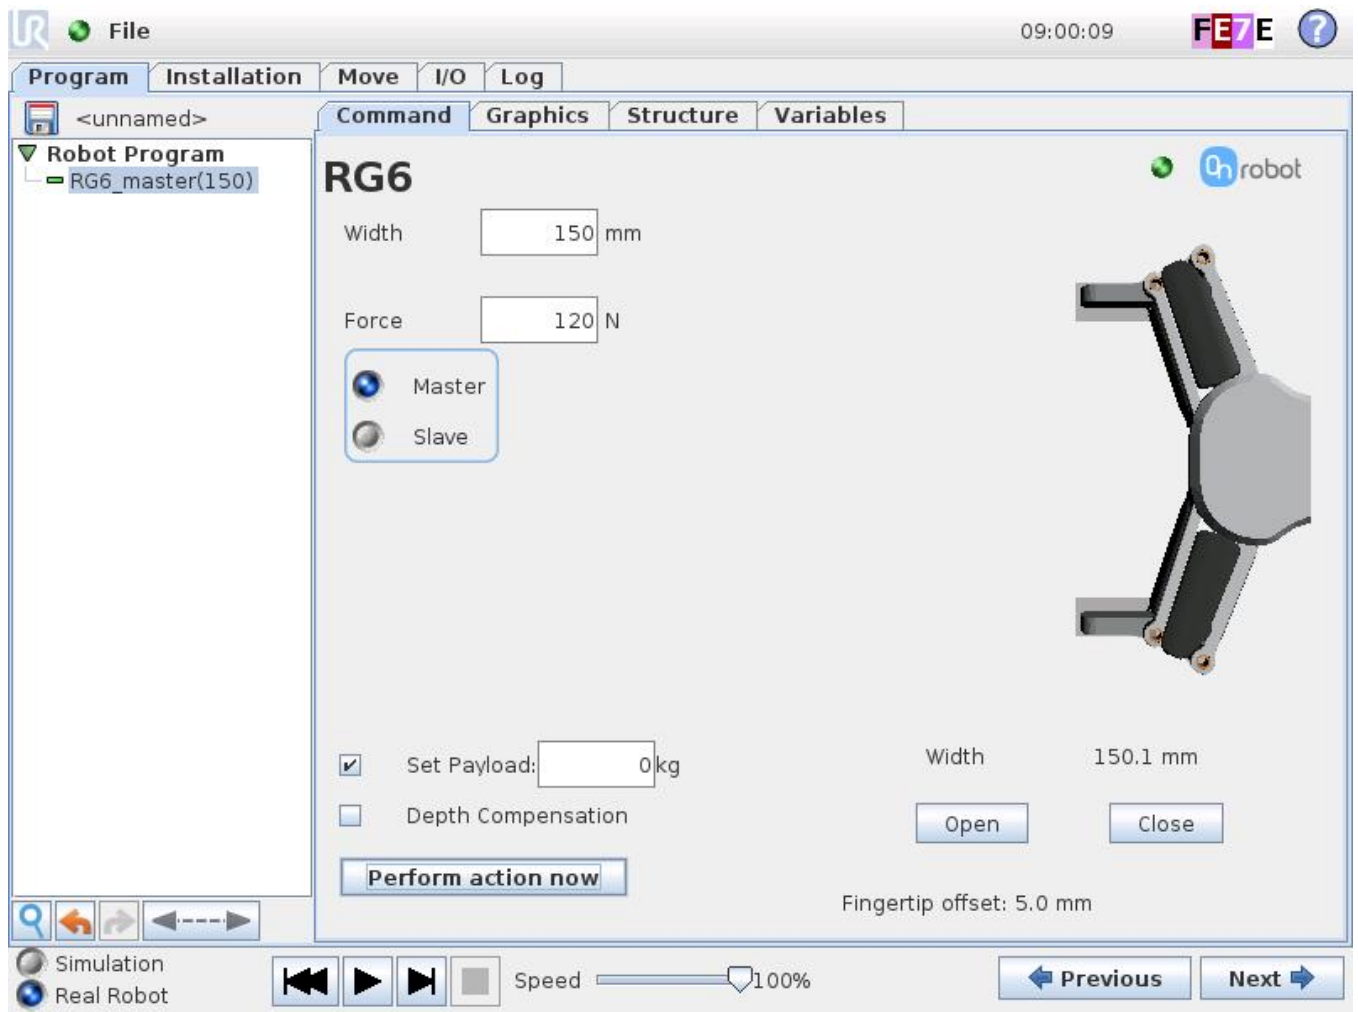 File
09:00:09
FE7E
?
Program Installation Move I/O Log
<unnamed>
Command Graphics Structure Variables
Robot Program
RG6_master(150)
RG6
On robot
Width 150 mm
Force 120 N
Master
Slave
Set Payload: 0 kg
Width 150.1 mm
Depth Compensation
Open Close
Perform action now
Fingertip offset: 5.0 mm
Simulation
Real Robot
Speed 100%
Previous Next